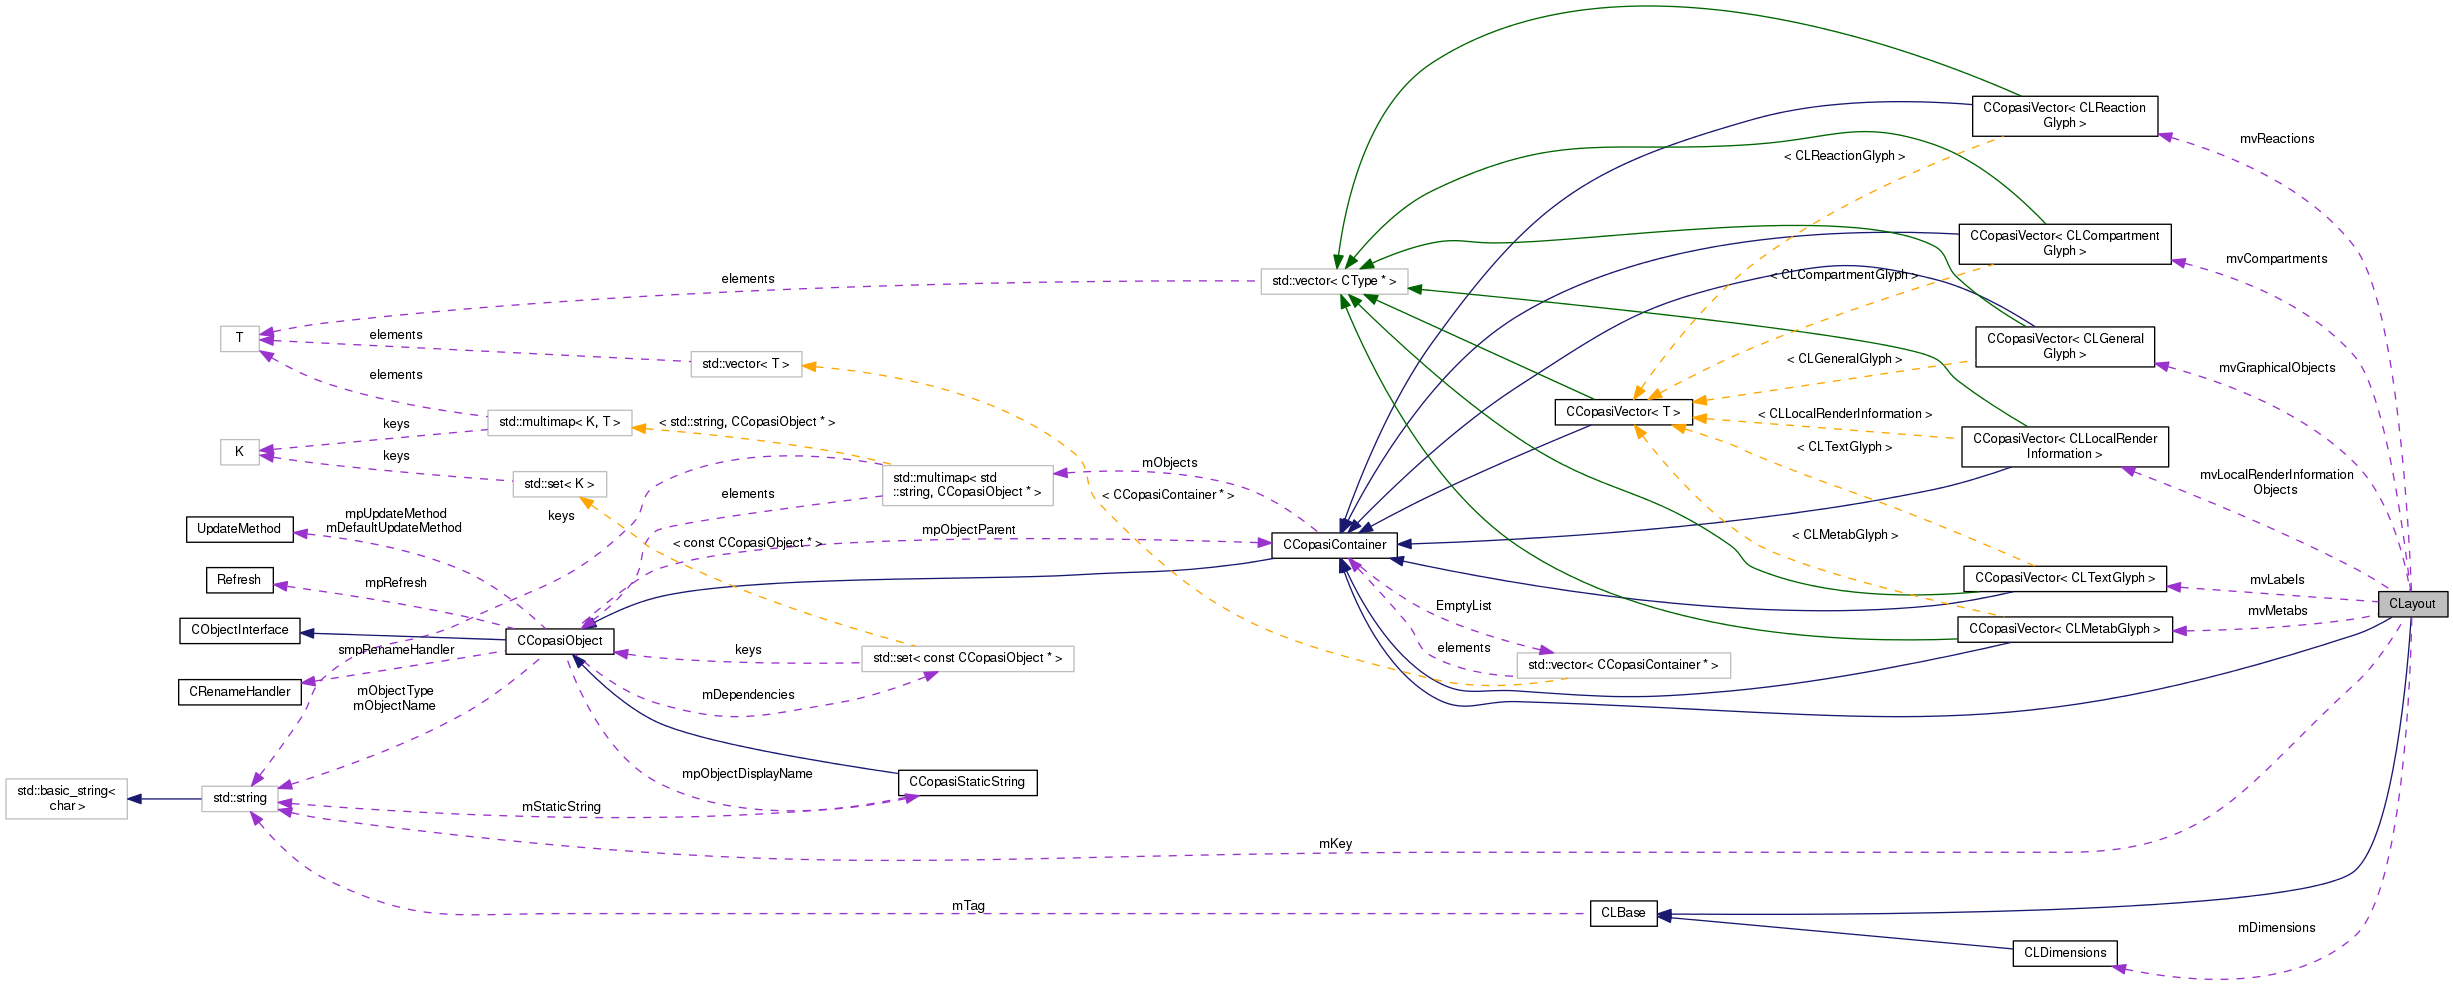 CCopasiVector< CLReaction
Glyph >
mvReactions
< CLReactionGlyph >
CCopasiVector< CLCompartment
Glyph >
mvCompartments
< CLCompartmentGlyph >
std::vector< CType * >
elements
T
elements
std::vector< T >
elements
CCopasiVector< CLGeneral
Glyph >
mvGraphicalObjects
< CLGeneralGlyph >
CCopasiVector< T >
< CLLocalRenderInformation >
CCopasiVector< CLLocalRender
Information >
< CLTextGlyph >
mvLocalRenderInformation
Objects
std::multimap< K, T >
< std::string, CCopasiObject * >
keys
K
keys
std::set< K >
std::multimap< std
::string, CCopasiObject * >
mObjects
< CCopasiContainer * >
elements
keys
mpUpdateMethod
mDefaultUpdateMethod
UpdateMethod
mpObjectParent
< const CCopasiObject * >
CCopasiContainer
< CLMetabGlyph >
Refresh
mpRefresh
CCopasiVector< CLTextGlyph >
mvLabels
CLayout
mvMetabs
EmptyList
CObjectInterface
CCopasiObject
CCopasiVector< CLMetabGlyph >
smpRenameHandler
keys
std::set< const CCopasiObject * >
elements
std::vector< CCopasiContainer * >
CRenameHandler
mObjectType
mObjectName
mDependencies
mpObjectDisplayName
CCopasiStaticString
std::basic_string<
char >
std::string
mStaticString
mKey
mTag
CLBase
mDimensions
CLDimensions